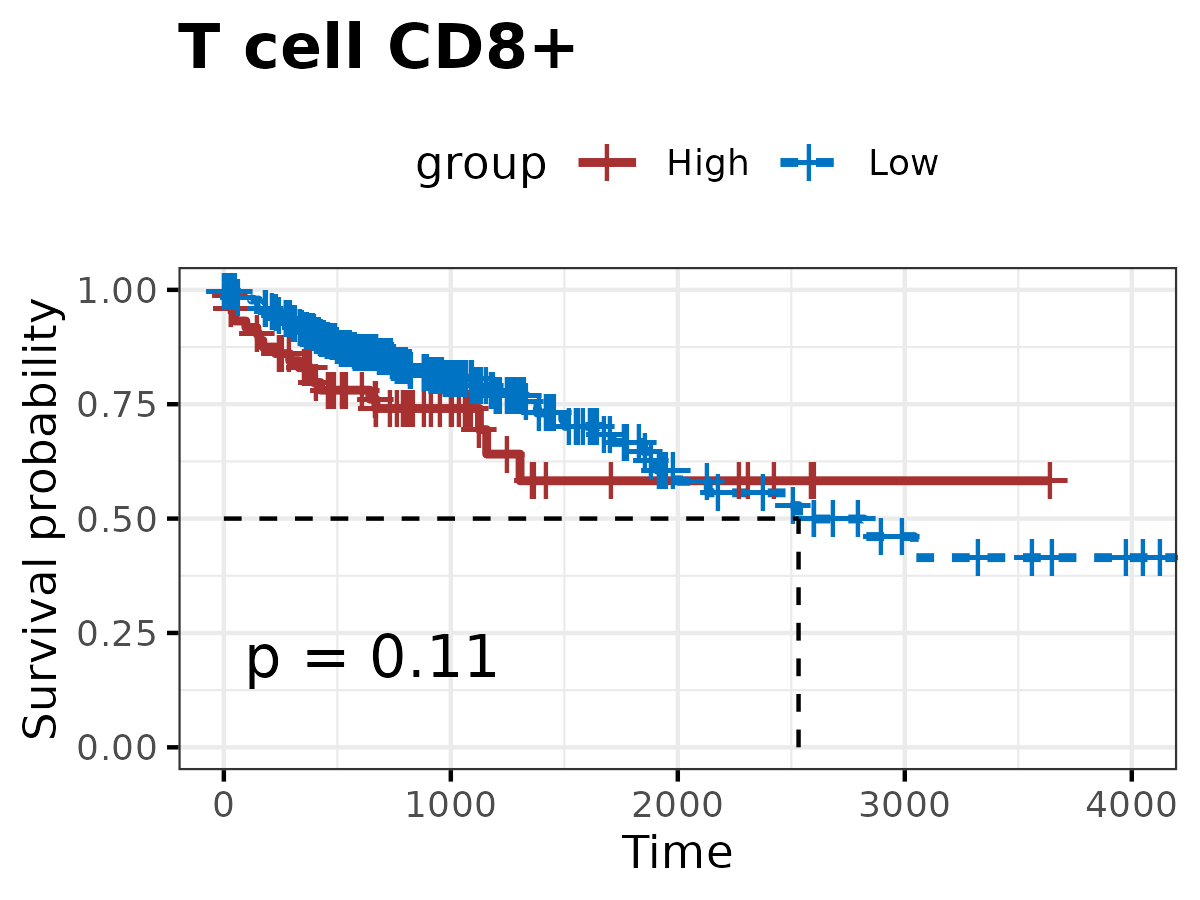 T cell CD8+
group High Low
Survival probability
1.00
0.75
0.50
0.25
0.00
p = 0.11
0 1000 2000 3000 4000
Time